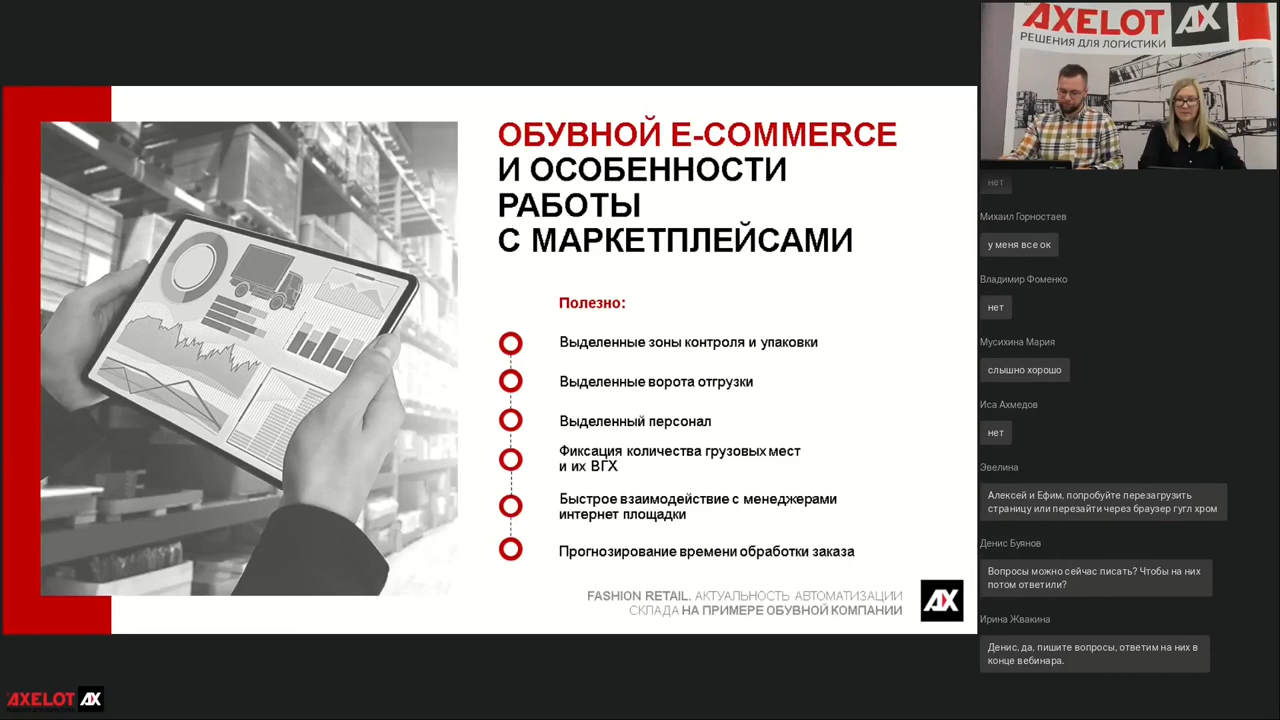 ОБУВНОЙ E-COMMERCE
И ОСОБЕННОСТИ
РАБОТЫ
С МАРКЕТПЛЕЙСАМИ
Полезно:
Выделенные зоны контроля и упаковки
Выделенные ворота отгрузки
Выделенный персонал
Фиксация количества грузовых мест
и их ВГХ
Быстрое взаимодействие с менеджерами
интернет площадки
Прогнозирование времени обработки заказа
FASHION RETAIL. АКТУАЛЬНОСТЬ АВТОМАТИЗАЦИИ
СКЛАДА НА ПРИМЕРЕ ОБУВНОЙ КОМПАНИИ
AX
AXELOT AX
AXELOT AX
РЕШЕНИЯ ДЛЯ ЛОГИСТИКИ
нет
Михаил Горностаев
у меня все ок
Владимир Фоменко
нет
Мусихина Мария
слышно хорошо
Иса Ахмедов
нет
Эвелина
Алексей и Ефим, попробуйте перезагрузить
страницу или перезайти через браузер гугл хром
Денис Буянов
Вопросы можно сейчас писать? Чтобы на них
потом ответили?
Ирина Жвакина
Денис, да, пишите вопросы, ответим на них в
конце вебинара.